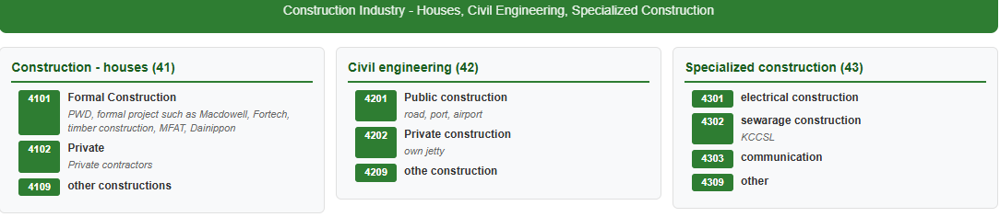 Construction Industry - Houses, Civil Engineering, Specialized Construction
Construction - houses (41)
4101 Formal Construction
PWD, formal project such as Macdowell, Fortech,
timber construction, MFAT, Dainippon
4102 Private
Private contractors
4109 other constructions
Civil engineering (42)
4201 Public construction
road, port, airport
4202 Private construction
own jetty
4209 othe construction
Specialized construction (43)
4301 electrical construction
4302 sewarage construction
KCCSL
4303 communication
4309 other